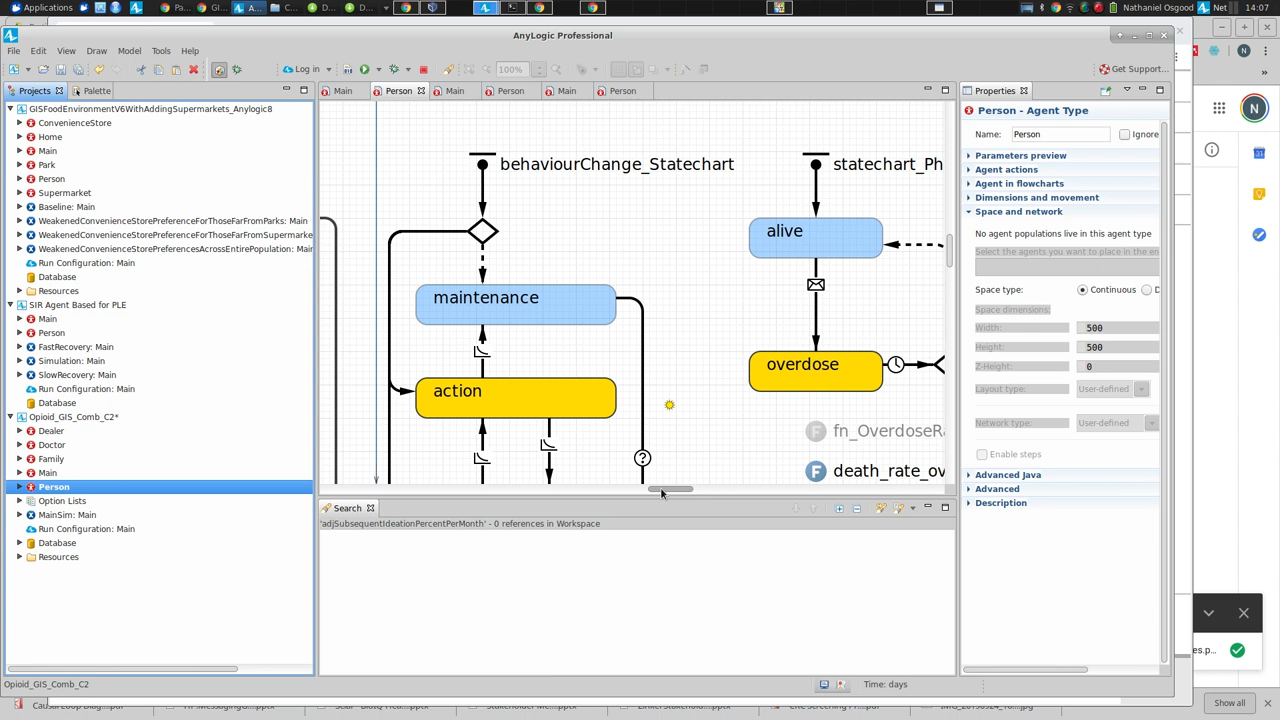 Applications
Nathaniel Osgood
Net
14:07
AnyLogic Professional
File Edit View Draw Model Tools Help
Log in
100%
Get Support...
Projects
Palette
Main
Person
Main
Person
Main
Person
Properties
GISFoodEnvironmentV6WithAddingSupermarkets_Anylogic8
ConvenienceStore
Home
Main
Park
Person
Supermarket
Baseline: Main
WeakenedConvenienceStorePreferenceForThoseFarFromParks: Main
WeakenedConvenienceStorePreferenceForThoseFarFromSupermarke
WeakenedConvenienceStorePreferencesAcrossEntirePopulation: Main
Run Configuration: Main
Database
Resources
SIR Agent Based for PLE
Main
Person
FastRecovery: Main
Simulation: Main
SlowRecovery: Main
Run Configuration: Main
Database
Opioid_GIS_Comb_C2*
Dealer
Doctor
Family
Main
Person
Option Lists
MainSim: Main
Run Configuration: Main
Database
Resources
behaviourChange_Statechart
statechart_Ph
alive
maintenance
overdose
action
fn_OverdoseRa
death_rate_ov
Search
'adjSubsequentIdeationPercentPerMonth' - 0 references in Workspace
Person - Agent Type
Name: Person Ignore
Parameters preview
Agent actions
Agent in flowcharts
Dimensions and movement
Space and network
No agent populations live in this agent type
Select the agents you want to place in the en
Space type: Continuous D
Space dimensions:
Width: 500
Height: 500
Z-Height: 0
Layout type: User-defined
Network type: User-defined
Enable steps
Advanced Java
Advanced
Description
Opioid_GIS_Comb_C2
Time: days
N
N
es.p...
Show all